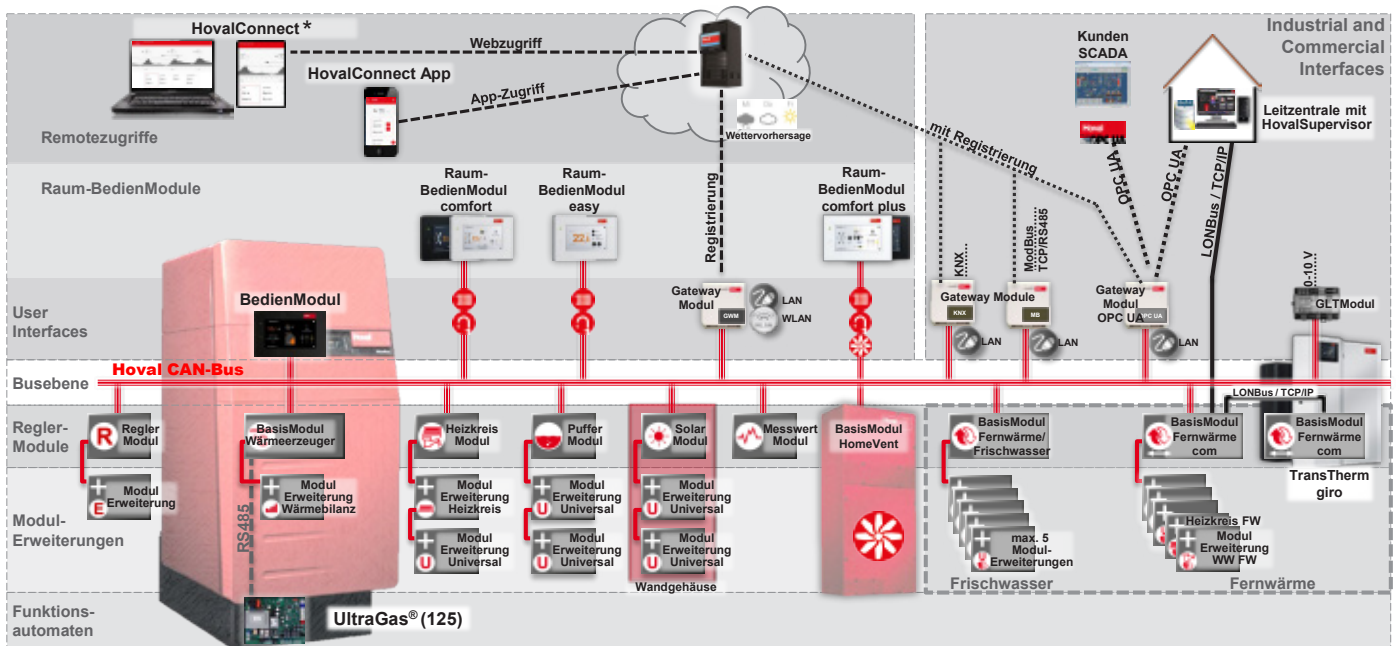 HovalConnect *
Webzugriff
HovalConnect App
App-Zugriff
Wettervorhersage
Remotezugriffe
Industrial and
Commercial
Interfaces
Kunden
SCADA
Leitzentrale mit
HovalSupervisor
mit Registrierung
OPC UA
OPC UA
LONBus / TCP/IP
Raum-BedienModule
Raum-
BedienModul
comfort
Raum-
BedienModul
easy
Registrierung
Raum-
BedienModul
comfort plus
KNX
ModBus
TCP/RS485
0-10 V
User
Interfaces
BedienModul
Gateway
Modul
GWM
LAN
WLAN
Gateway Module
KNX
LAN
MB
LAN
Gateway
Modul
OPC UA
OPC UA
LAN
GLTModul
Busebene
Hoval CAN-Bus
LONBus / TCP/IP
Regler-
Module
R
Regler
Modul
BasisModul
Wärmeerzeuger
Heizkreis
Modul
Puffer
Modul
Solar
Modul
Messwert
Modul
BasisModul
HomeVent
BasisModul
Fernwärme/
Frischwasser
BasisModul
Fernwärme
com
BasisModul
Fernwärme
com
TransTherm
giro
Modul-
Erweiterungen
E
Modul
Erweiterung
RS485
Modul
Erweiterung
Wärmebilanz
Modul
Erweiterung
Heizkreis
U
Modul
Erweiterung
Universal
U
Modul
Erweiterung
Universal
U
Modul
Erweiterung
Universal
U
Modul
Erweiterung
Universal
U
Modul
Erweiterung
Universal
Wandgehäuse
max. 5
Modul-
Erweiterungen
Frischwasser
Heizkreis FW
Modul
Erweiterung
WW FW
Fernwärme
Funktions-
automaten
UltraGas® (125)